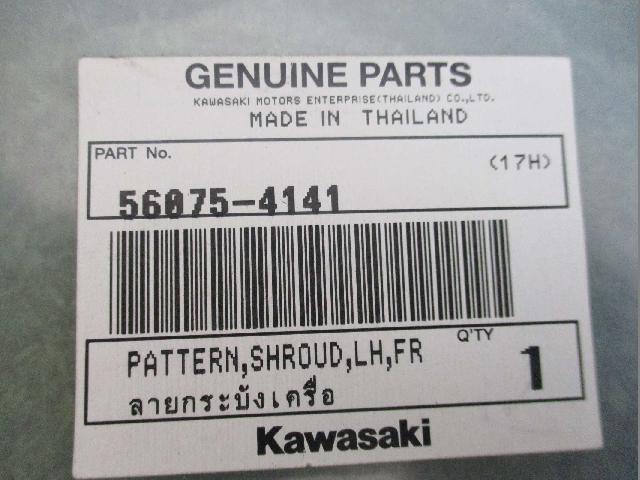 GENUINE PARTS
KAWASAKI MOTORS ENTERPRISE(THAILAND) CO.,LTD.
MADE IN THAILAND
PART No.
(17H)
56075-4141
PATTERN,SHROUD,LH,FR
Q'TY
1
ลายกระบังเครื่อ
Kawasaki